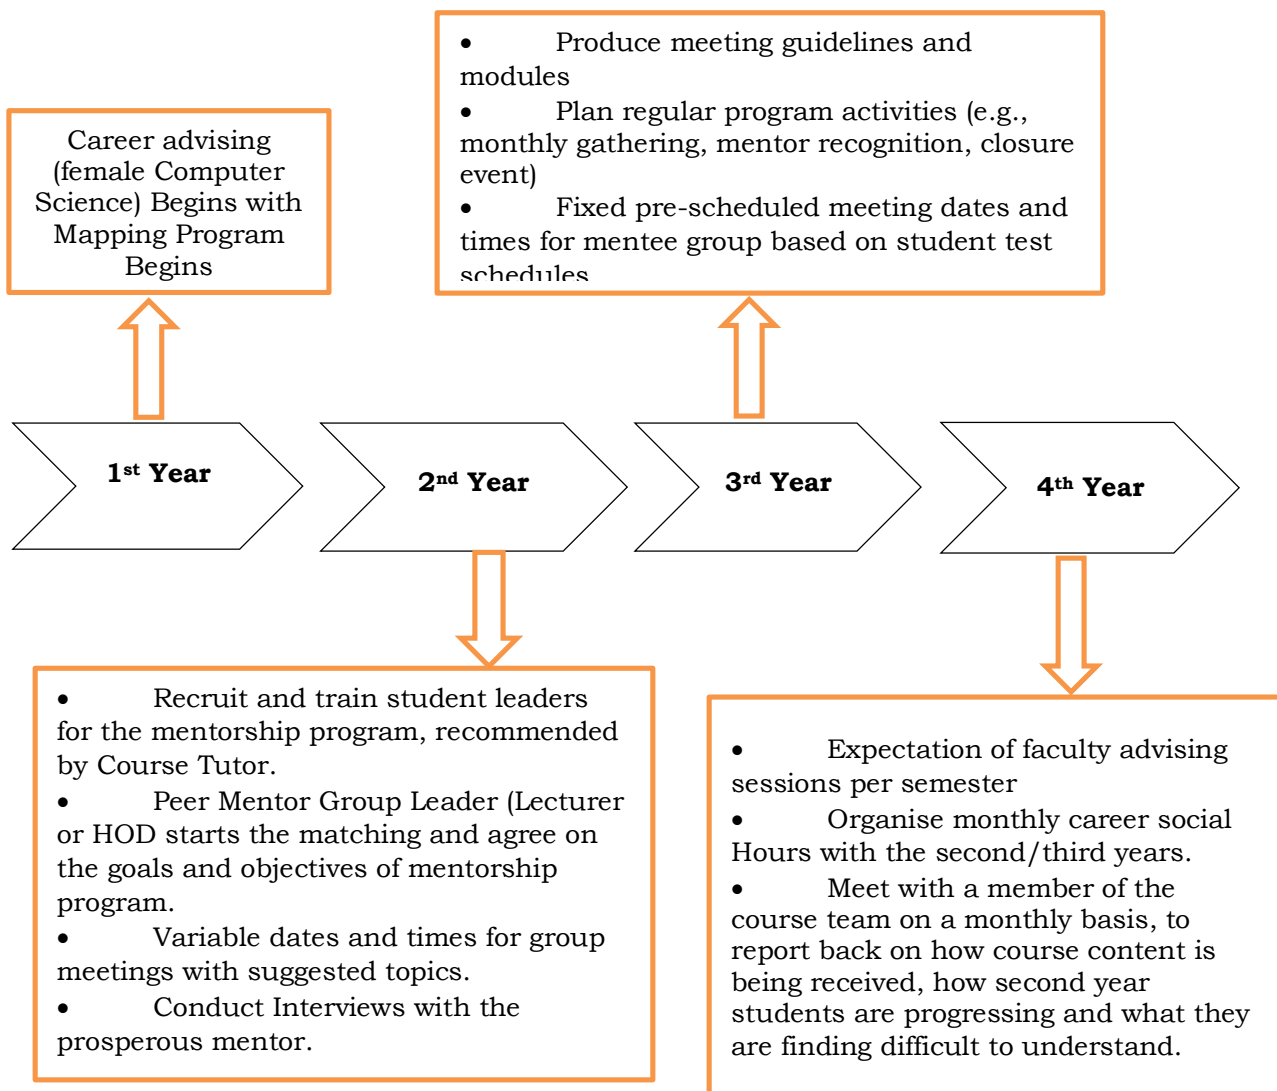 • Produce meeting guidelines and
modules
• Plan regular program activities (e.g.,
monthly gathering, mentor recognition, closure
event)
• Fixed pre-scheduled meeting dates and
times for mentee group based on student test
schedules
Career advising
(female Computer
Science) Begins with
Mapping Program
Begins
1st Year
2nd Year
3rd Year
4th Year
• Recruit and train student leaders
for the mentorship program, recommended
by Course Tutor.
• Peer Mentor Group Leader (Lecturer
or HOD starts the matching and agree on
the goals and objectives of mentorship
program.
• Variable dates and times for group
meetings with suggested topics.
• Conduct Interviews with the
prosperous mentor.
• Expectation of faculty advising
sessions per semester
• Organise monthly career social
Hours with the second/third years.
• Meet with a member of the
course team on a monthly basis, to
report back on how course content is
being received, how second year
students are progressing and what they
are finding difficult to understand.